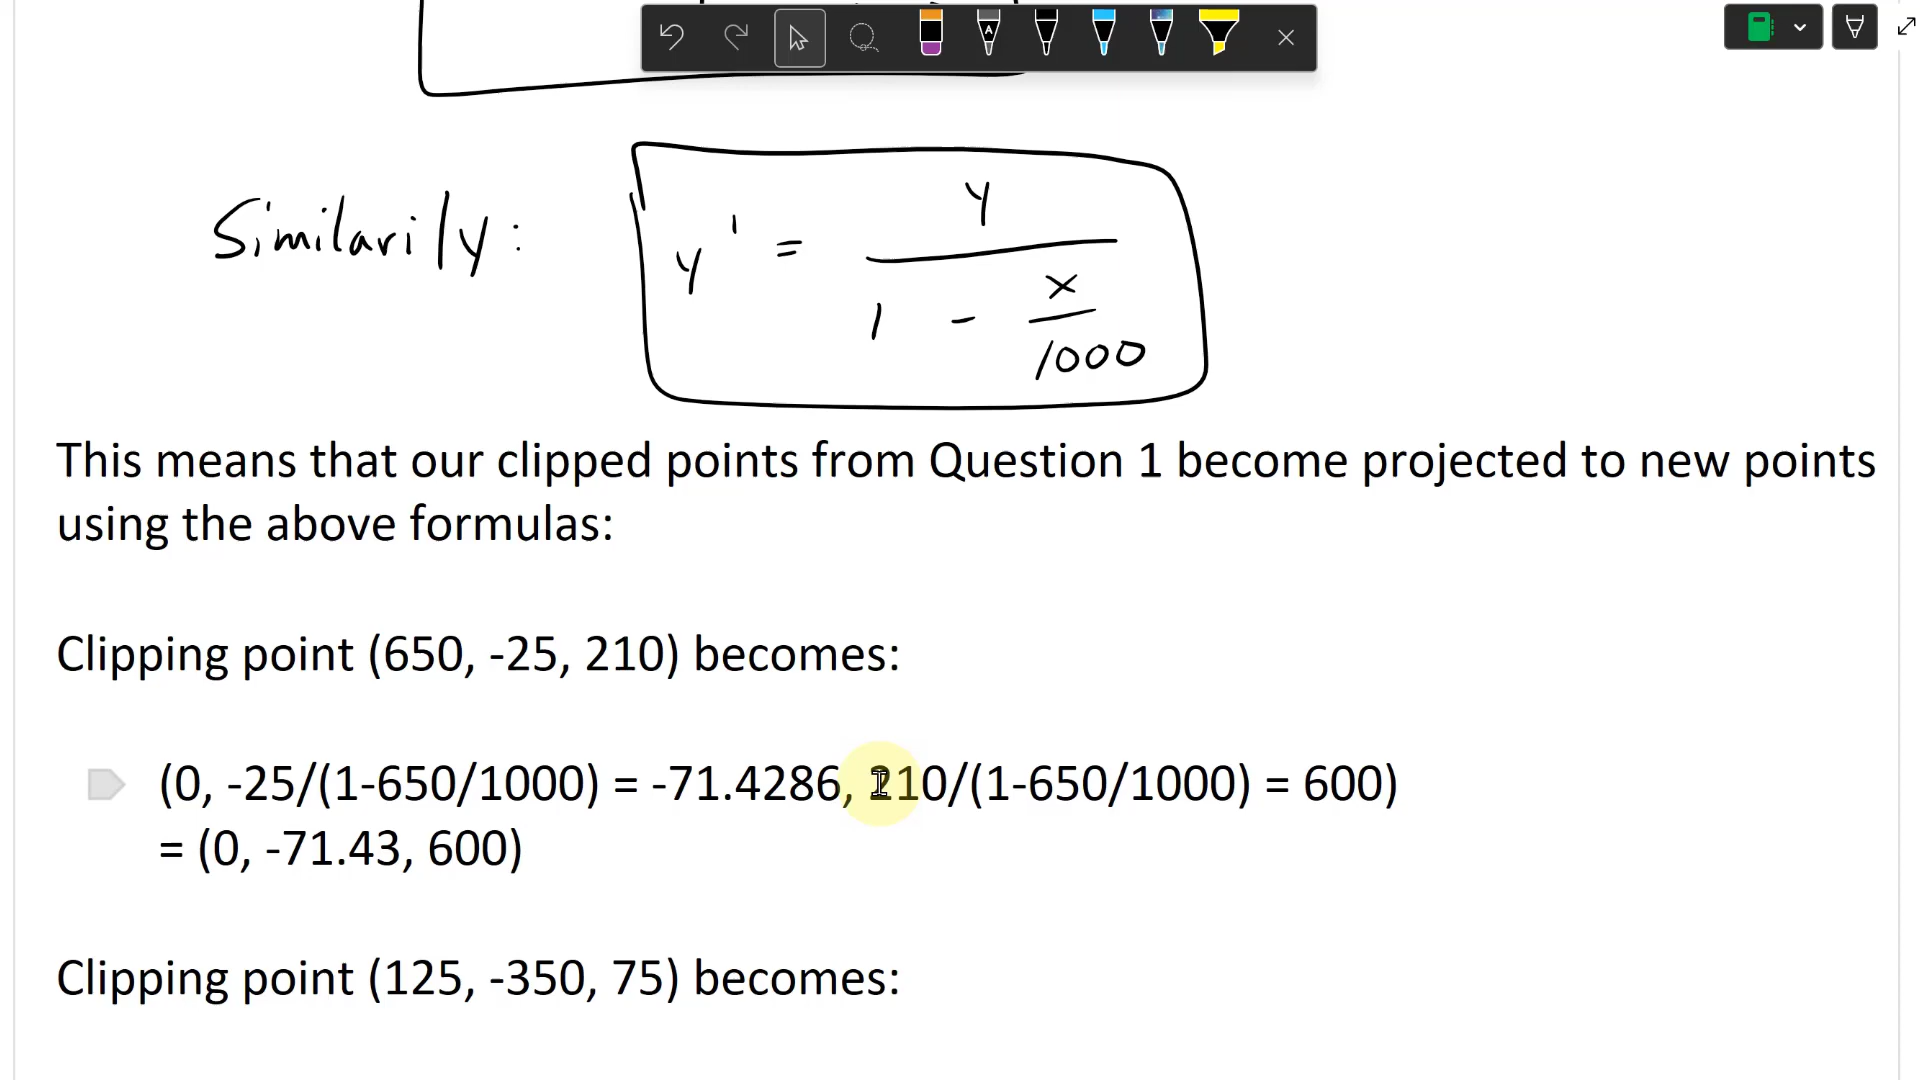 Similarily:
y' = y / (1 - x/1000)
This means that our clipped points from Question 1 become projected to new points
using the above formulas:
Clipping point (650, -25, 210) becomes:
(0, -25/(1-650/1000) = -71.4286, 210/(1-650/1000) = 600)
= (0, -71.43, 600)
Clipping point (125, -350, 75) becomes: